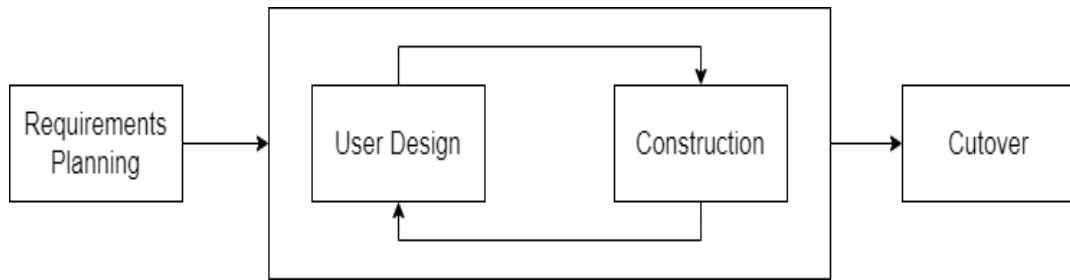 Requirements
Planning
User Design
Construction
Cutover